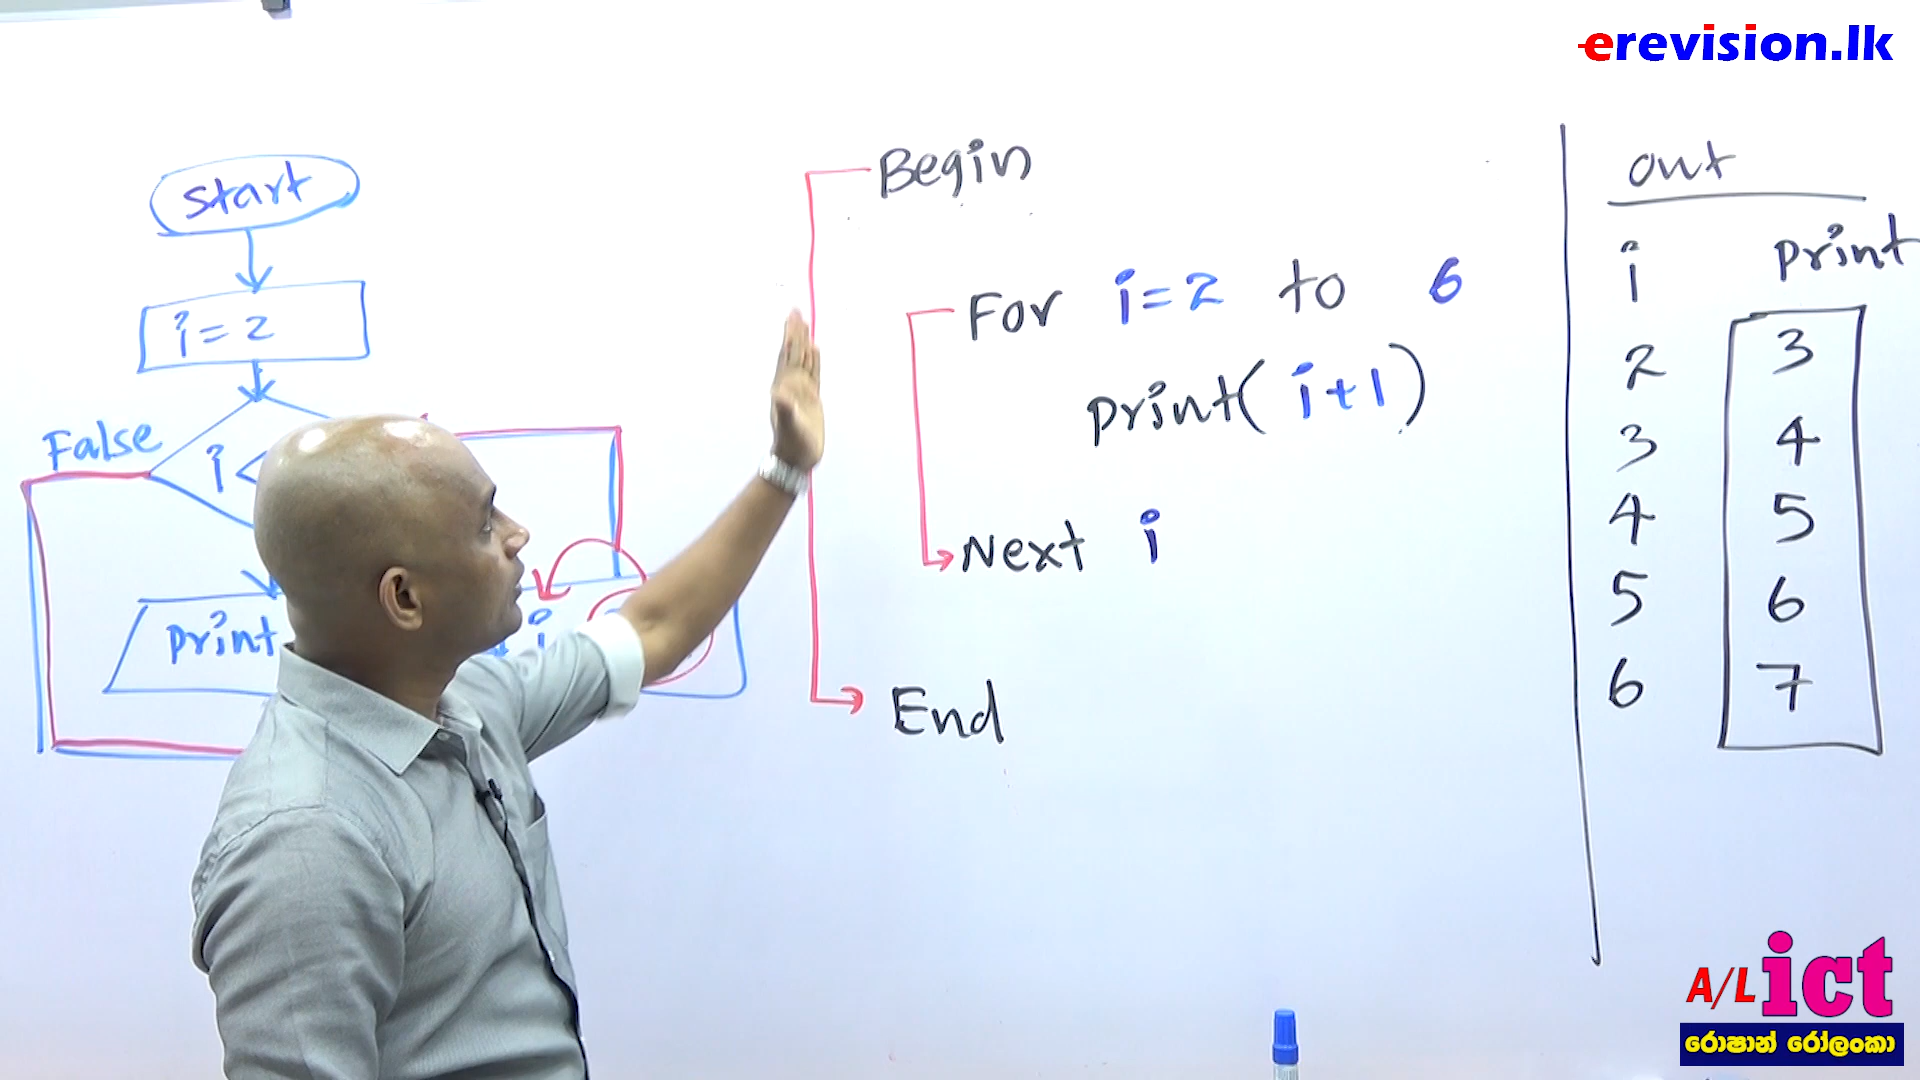 erevision.lk
start
i = 2
False
i <
print
i
Begin
For i = 2 to 6
print( i + 1 )
Next i
End
out
i print
2 3
3 4
4 5
5 6
6 7
A/L ict
රොෂාන් රෝලංකා